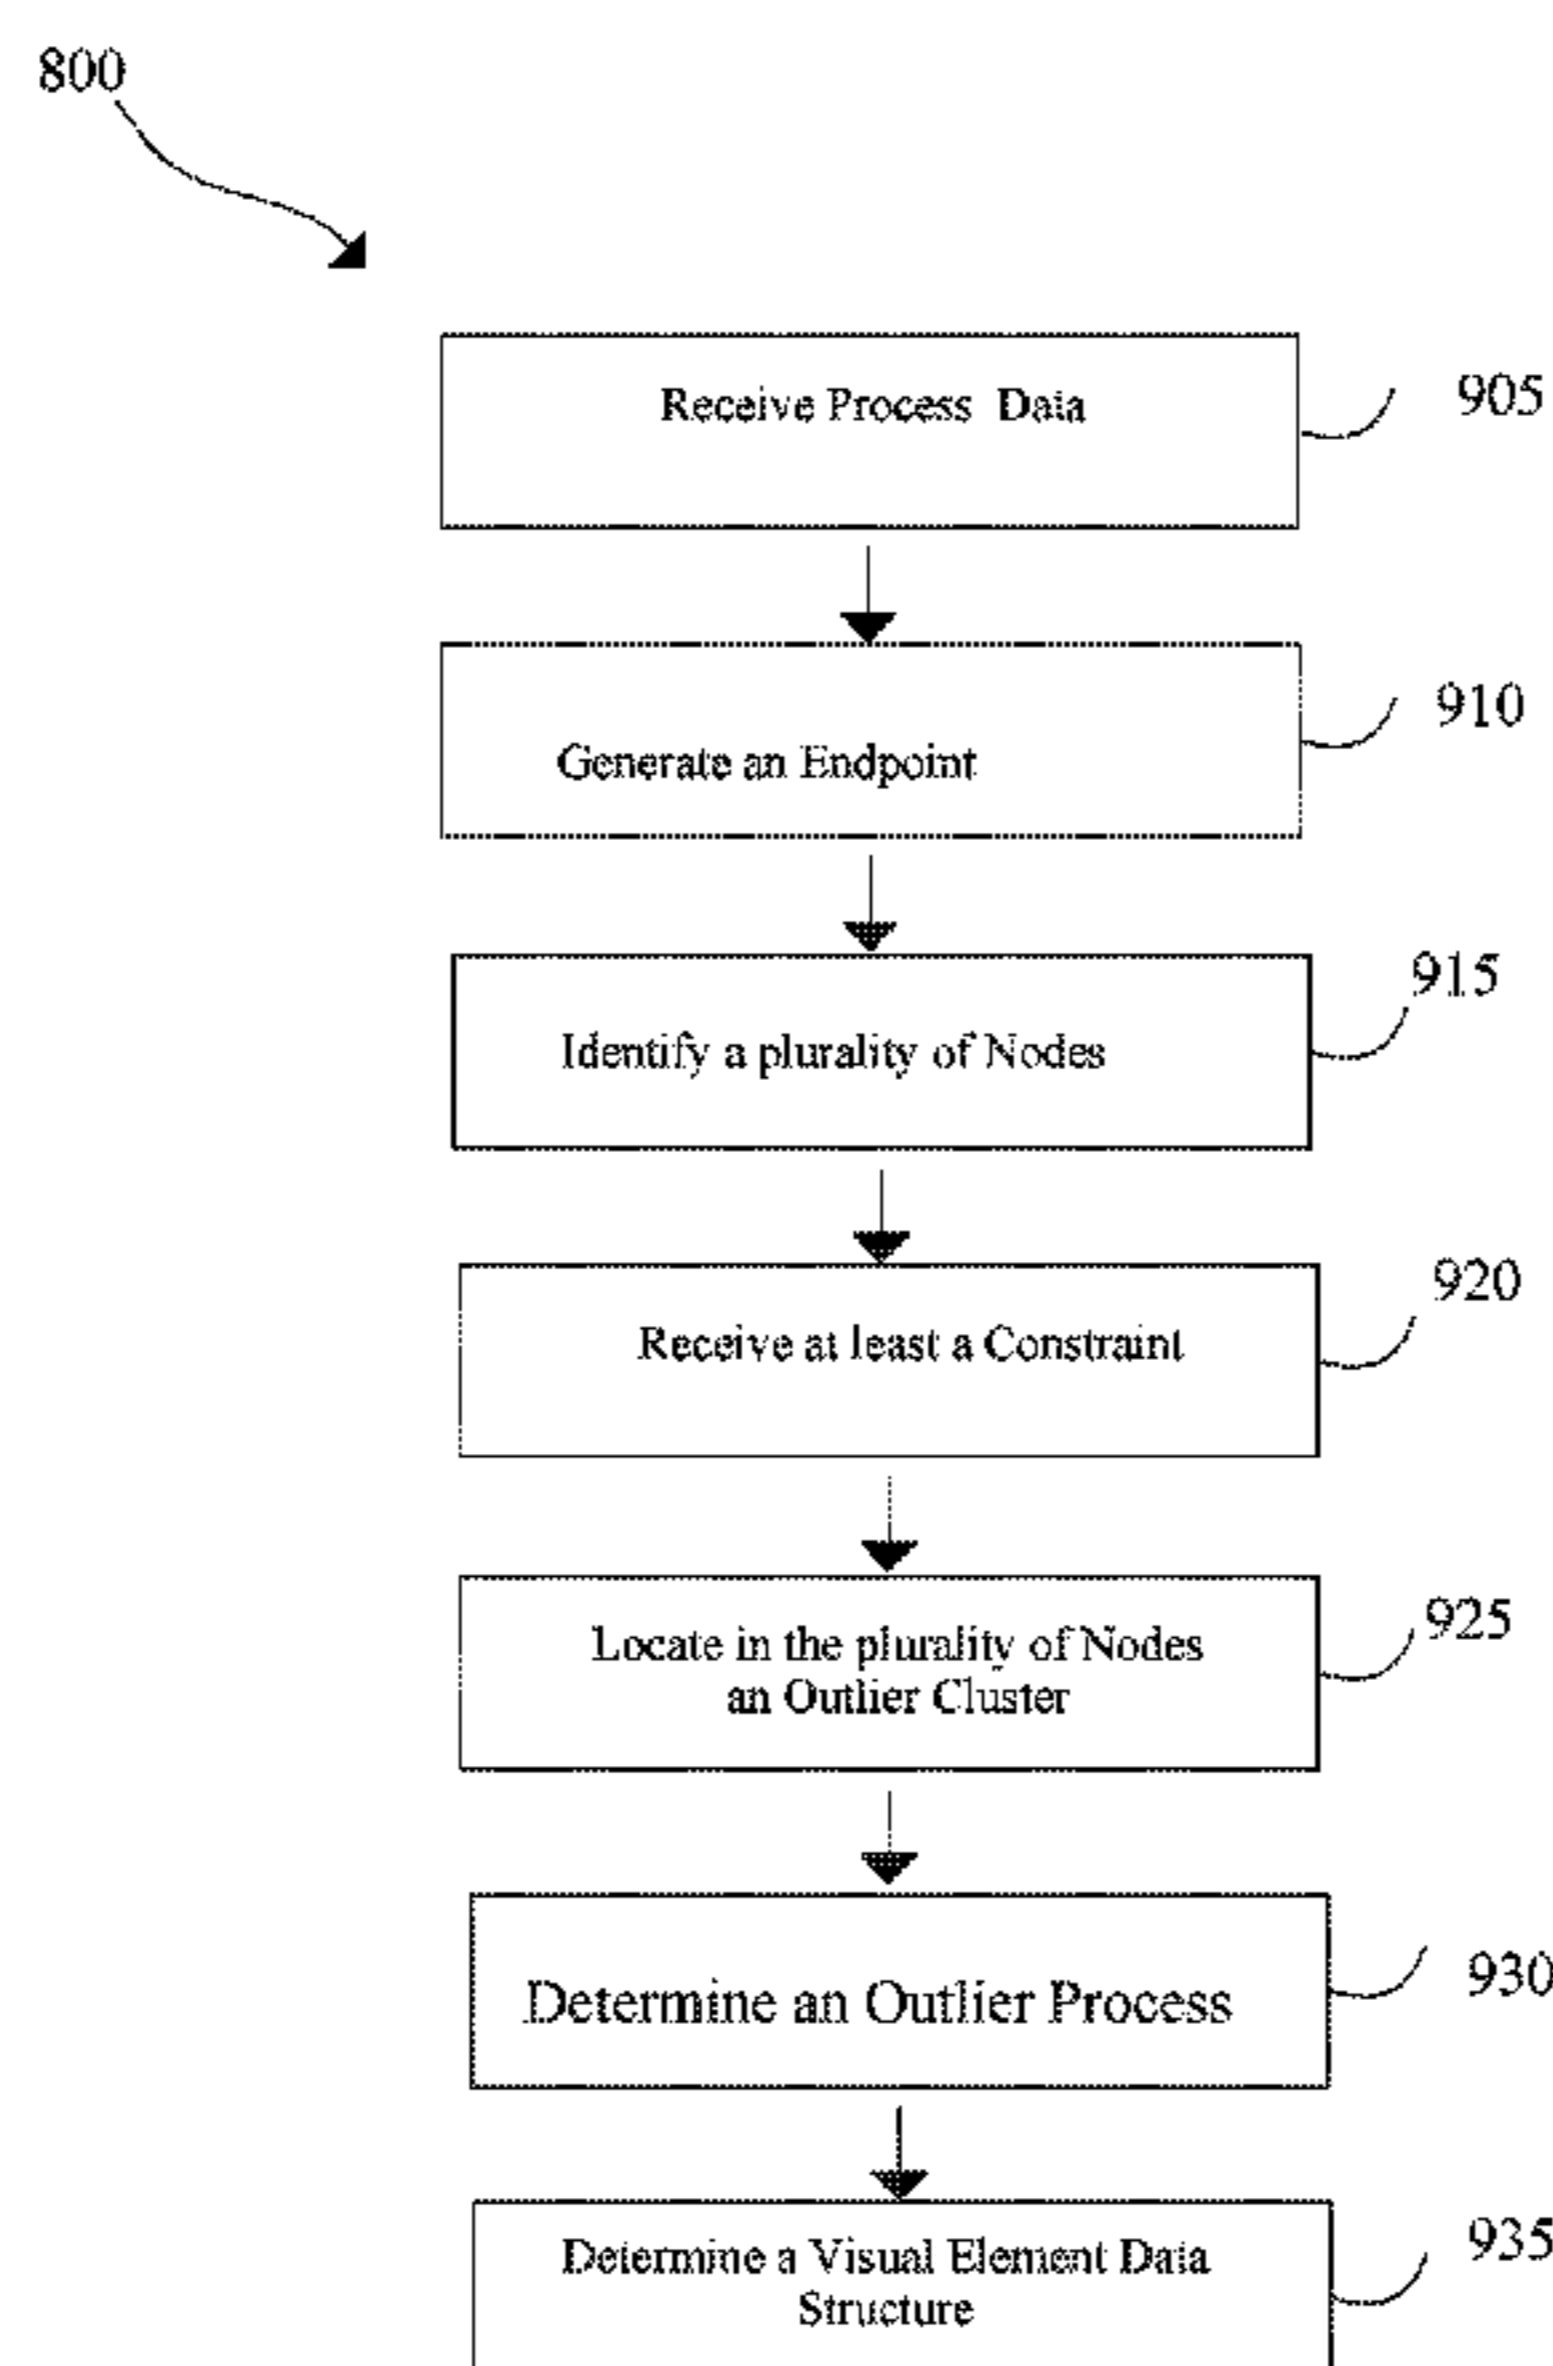 800
Receive Process Data
905
Generate an Endpoint
910
Identify a plurality of Nodes
915
Receive at least a Constraint
920
Locate in the plurality of Nodes
an Outlier Cluster
925
Determine an Outlier Process
930
Determine a Visual Element Data
Structure
935